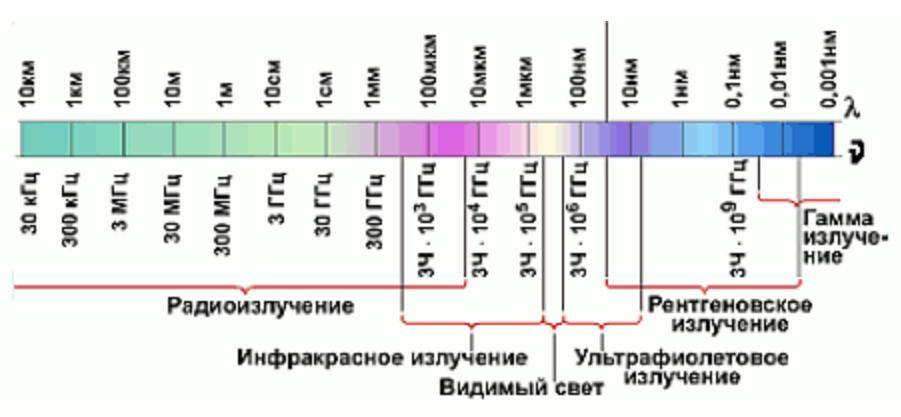 10км 1км 100км 10м 1м 10см 1см 1мм 100мкм 10мкм 1мкм 100нм 10нм 1нм 0,1нм 0,01нм 0,001нм
λ
ν
30 кГц 300 кГц 3 МГц 30 МГц 300 МГц 3 ГГц 30 ГГц 300 ГГц 3Ч · 10³ ГГц 3Ч · 10⁴ ГГц 3Ч · 10⁵ ГГц 3Ч · 10⁶ ГГц 3Ч · 10⁹ ГГц
Гамма
излуче-
ние
Радиоизлучение
Рентгеновское
излучение
Инфракрасное излучение
Ультрафиолетовое
излучение
Видимый свет